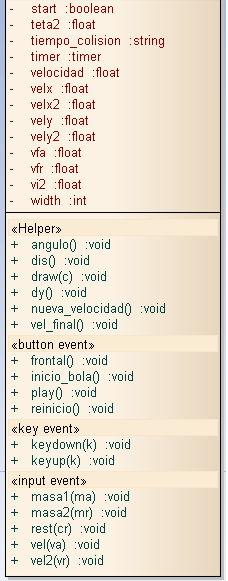 - start :boolean
- teta2 :float
- tiempo_colision :string
- timer :timer
- velocidad :float
- velx :float
- velx2 :float
- vely :float
- vely2 :float
- vfa :float
- vfr :float
- vi2 :float
- width :int
«Helper»
+ angulo() :void
+ dis() :void
+ draw(c) :void
+ dy() :void
+ nueva_velocidad() :void
+ vel_final() :void
«button event»
+ frontal() :void
+ inicio_bola() :void
+ play() :void
+ reinicio() :void
«key event»
+ keydown(k) :void
+ keyup(k) :void
«input event»
+ masa1(ma) :void
+ masa2(mr) :void
+ rest(cr) :void
+ vel(va) :void
+ vel2(vr) :void